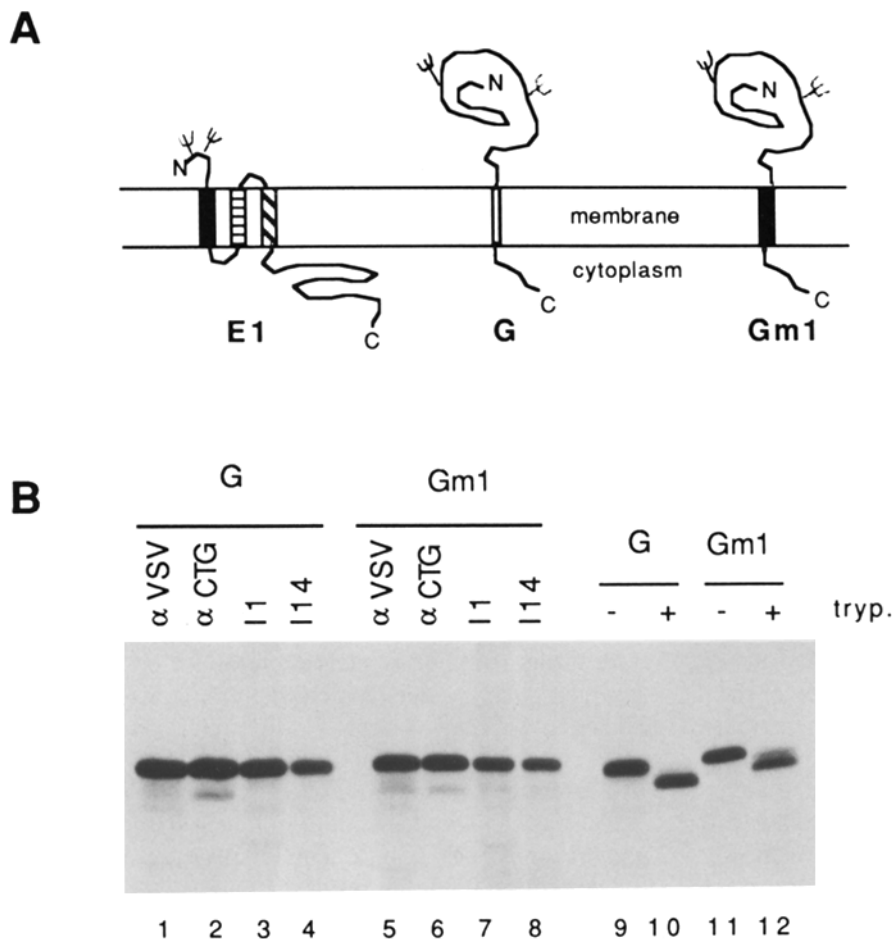 A
N
N
N
membrane
cytoplasm
C
C
C
E1
G
Gm1
B
G
Gm1
G
Gm1
α VSV
α CTG
I1
I14
α VSV
α CTG
I1
I14
- + - + tryp.
1 2 3 4 5 6 7 8 9 10 11 12